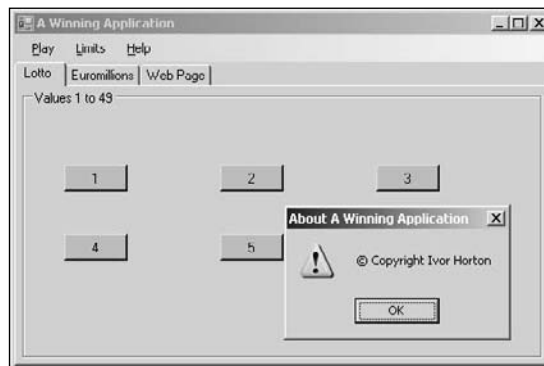 A Winning Application
Play Limits Help
Lotto Euromillions Web Page
Values 1 to 49
1 2 3
About A Winning Application X
© Copyright Ivor Horton
4 5
OK